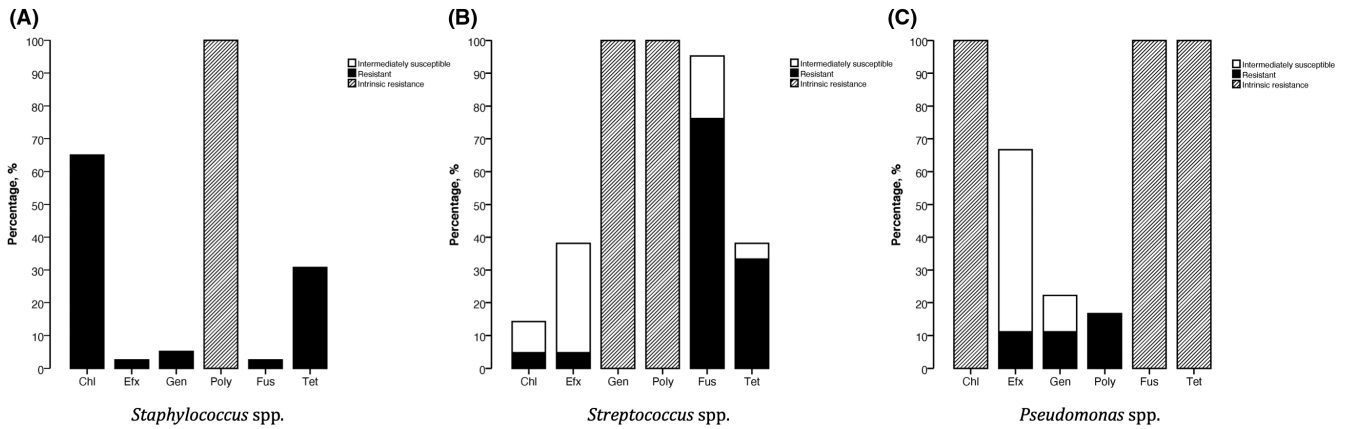 (A)
Percentage, %
100
90
80
70
60
50
40
30
20
10
0
Chl Efx Gen Poly Fus Tet
Intermediately susceptible
Resistant
Intrinsic resistance
Staphylococcus spp.
(B)
Percentage, %
100
90
80
70
60
50
40
30
20
10
0
Chl Efx Gen Poly Fus Tet
Intermediately susceptible
Resistant
Intrinsic resistance
Streptococcus spp.
(C)
Percentage, %
100
90
80
70
60
50
40
30
20
10
0
Chl Efx Gen Poly Fus Tet
Intermediately susceptible
Resistant
Intrinsic resistance
Pseudomonas spp.